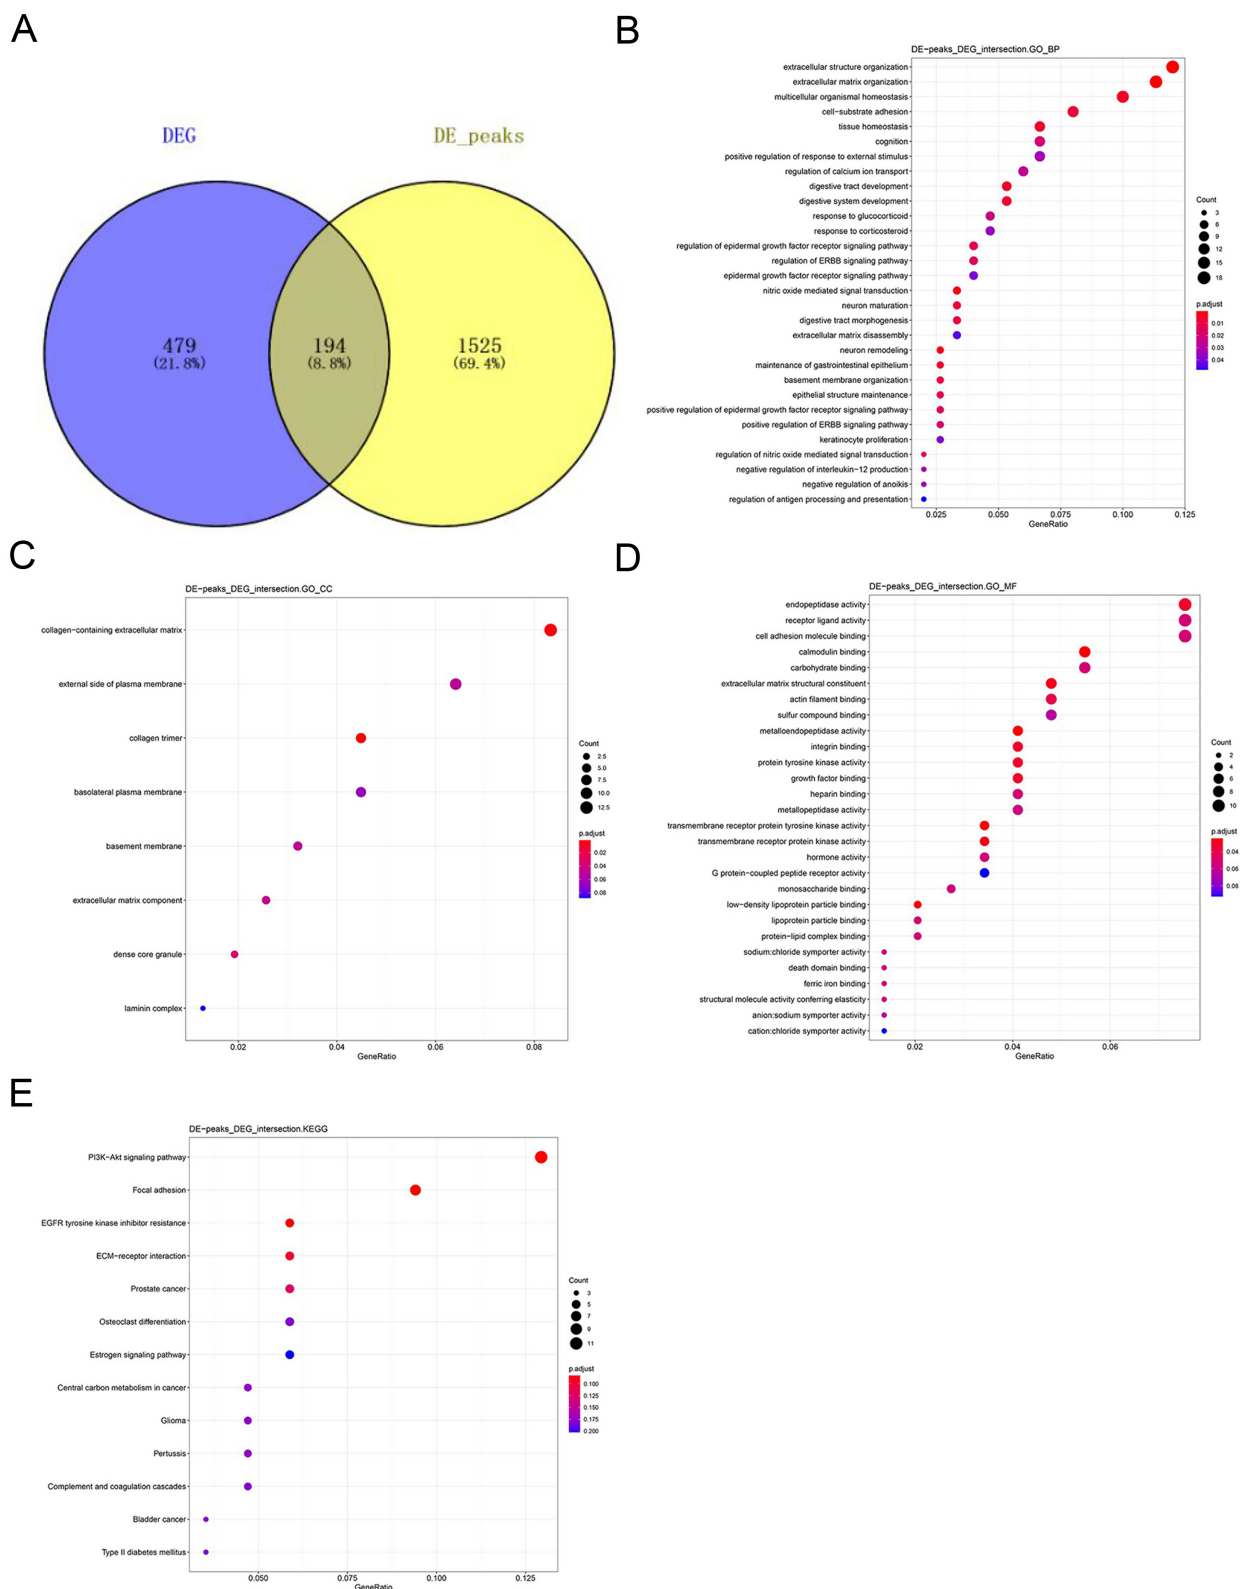 A
DEG
DE_peaks
479
(21.8%)
194
(8.8%)
1525
(69.4%)
B
DE-peaks_DEG_intersection.GO_BP
extracellular structure organization
extracellular matrix organization
multicellular organismal homeostasis
cell-substrate adhesion
tissue homeostasis
cognition
positive regulation of response to external stimulus
regulation of calcium ion transport
digestive tract development
digestive system development
response to glucocorticoid
response to corticosteroid
regulation of epidermal growth factor receptor signaling pathway
regulation of ERBB signaling pathway
epidermal growth factor receptor signaling pathway
nitric oxide mediated signal transduction
neuron maturation
digestive tract morphogenesis
extracellular matrix disassembly
neuron remodeling
maintenance of gastrointestinal epithelium
basement membrane organization
epithelial structure maintenance
positive regulation of epidermal growth factor receptor signaling pathway
positive regulation of ERBB signaling pathway
keratinocyte proliferation
regulation of nitric oxide mediated signal transduction
negative regulation of interleukin-12 production
negative regulation of anoikis
regulation of antigen processing and presentation
0.025 0.050 0.075 0.100 0.125
GeneRatio
Count
3
6
9
12
15
18
p.adjust
0.01
0.02
0.03
0.04
C
DE-peaks_DEG_intersection.GO_CC
collagen-containing extracellular matrix
external side of plasma membrane
collagen trimer
basolateral plasma membrane
basement membrane
extracellular matrix component
dense core granule
laminin complex
0.02 0.04 0.06 0.08
GeneRatio
Count
2.5
5.0
7.5
10.0
12.5
p.adjust
0.02
0.04
0.06
0.08
D
DE-peaks_DEG_intersection.GO_MF
endopeptidase activity
receptor ligand activity
cell adhesion molecule binding
calmodulin binding
carbohydrate binding
extracellular matrix structural constituent
actin filament binding
sulfur compound binding
metalloendopeptidase activity
integrin binding
protein tyrosine kinase activity
growth factor binding
heparin binding
metallopeptidase activity
transmembrane receptor protein tyrosine kinase activity
transmembrane receptor protein kinase activity
hormone activity
G protein-coupled peptide receptor activity
monosaccharide binding
low-density lipoprotein particle binding
lipoprotein particle binding
protein-lipid complex binding
sodium:chloride symporter activity
death domain binding
ferric iron binding
structural molecule activity conferring elasticity
anion:sodium symporter activity
cation:chloride symporter activity
0.02 0.04 0.06
GeneRatio
Count
2
4
6
8
10
p.adjust
0.04
0.06
0.08
E
DE-peaks_DEG_intersection.KEGG
PI3K-Akt signaling pathway
Focal adhesion
EGFR tyrosine kinase inhibitor resistance
ECM-receptor interaction
Prostate cancer
Osteoclast differentiation
Estrogen signaling pathway
Central carbon metabolism in cancer
Glioma
Pertussis
Complement and coagulation cascades
Bladder cancer
Type II diabetes mellitus
0.050 0.075 0.100 0.125
GeneRatio
Count
3
5
7
9
11
p.adjust
0.100
0.125
0.150
0.175
0.200